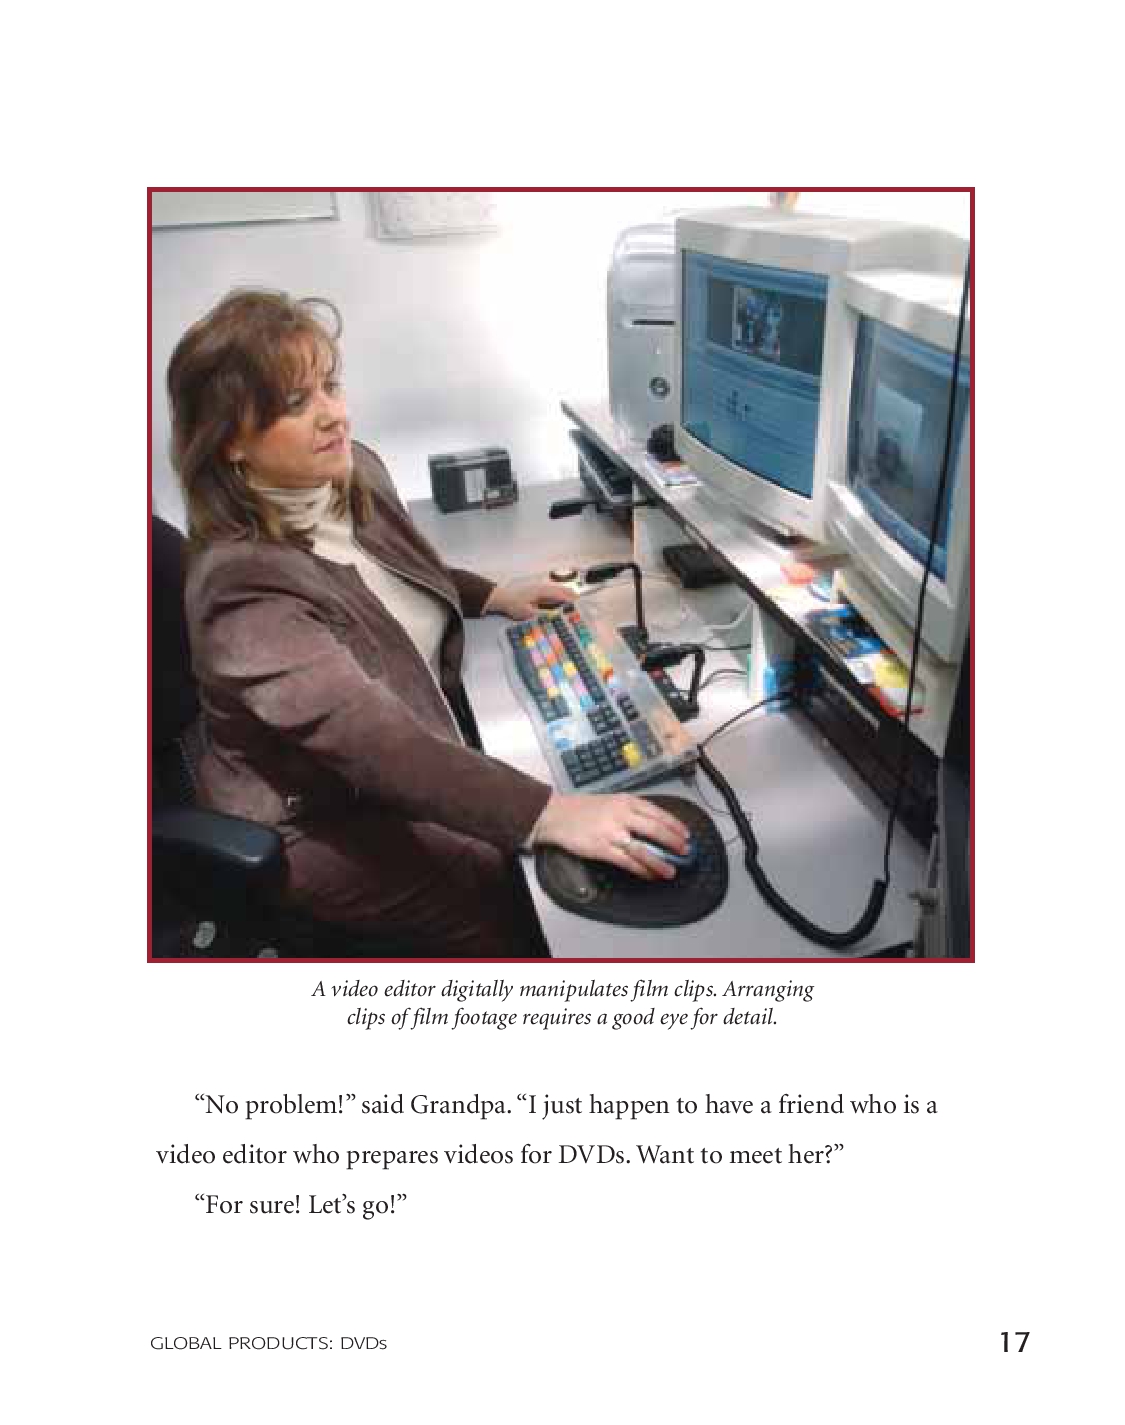 A video editor digitally manipulates film clips. Arranging
clips of film footage requires a good eye for detail.
“No problem!” said Grandpa. “I just happen to have a friend who is a
video editor who prepares videos for DVDs. Want to meet her?”
“For sure! Let’s go!”
GLOBAL PRODUCTS: DVDs
17